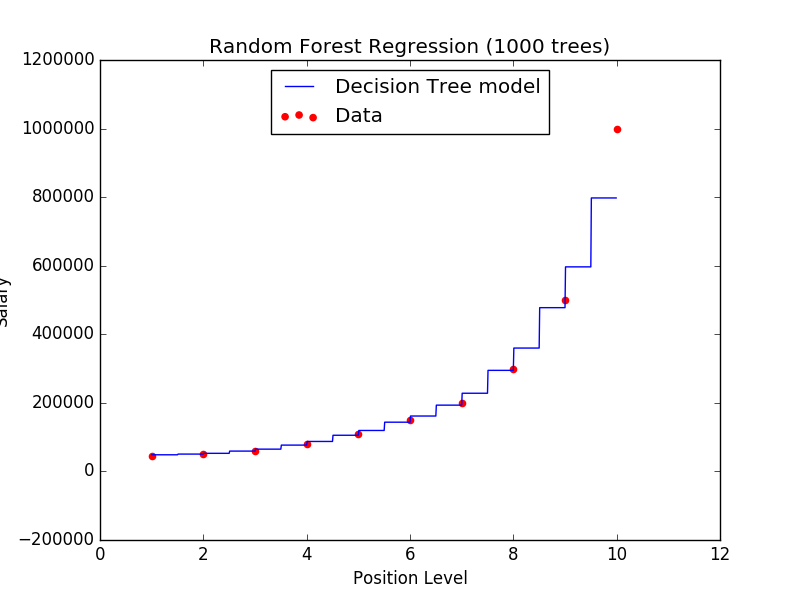 Random Forest Regression (1000 trees)
1200000
1000000
800000
600000
400000
200000
0
−200000
Salary
Decision Tree model
Data
0 2 4 6 8 10 12
Position Level